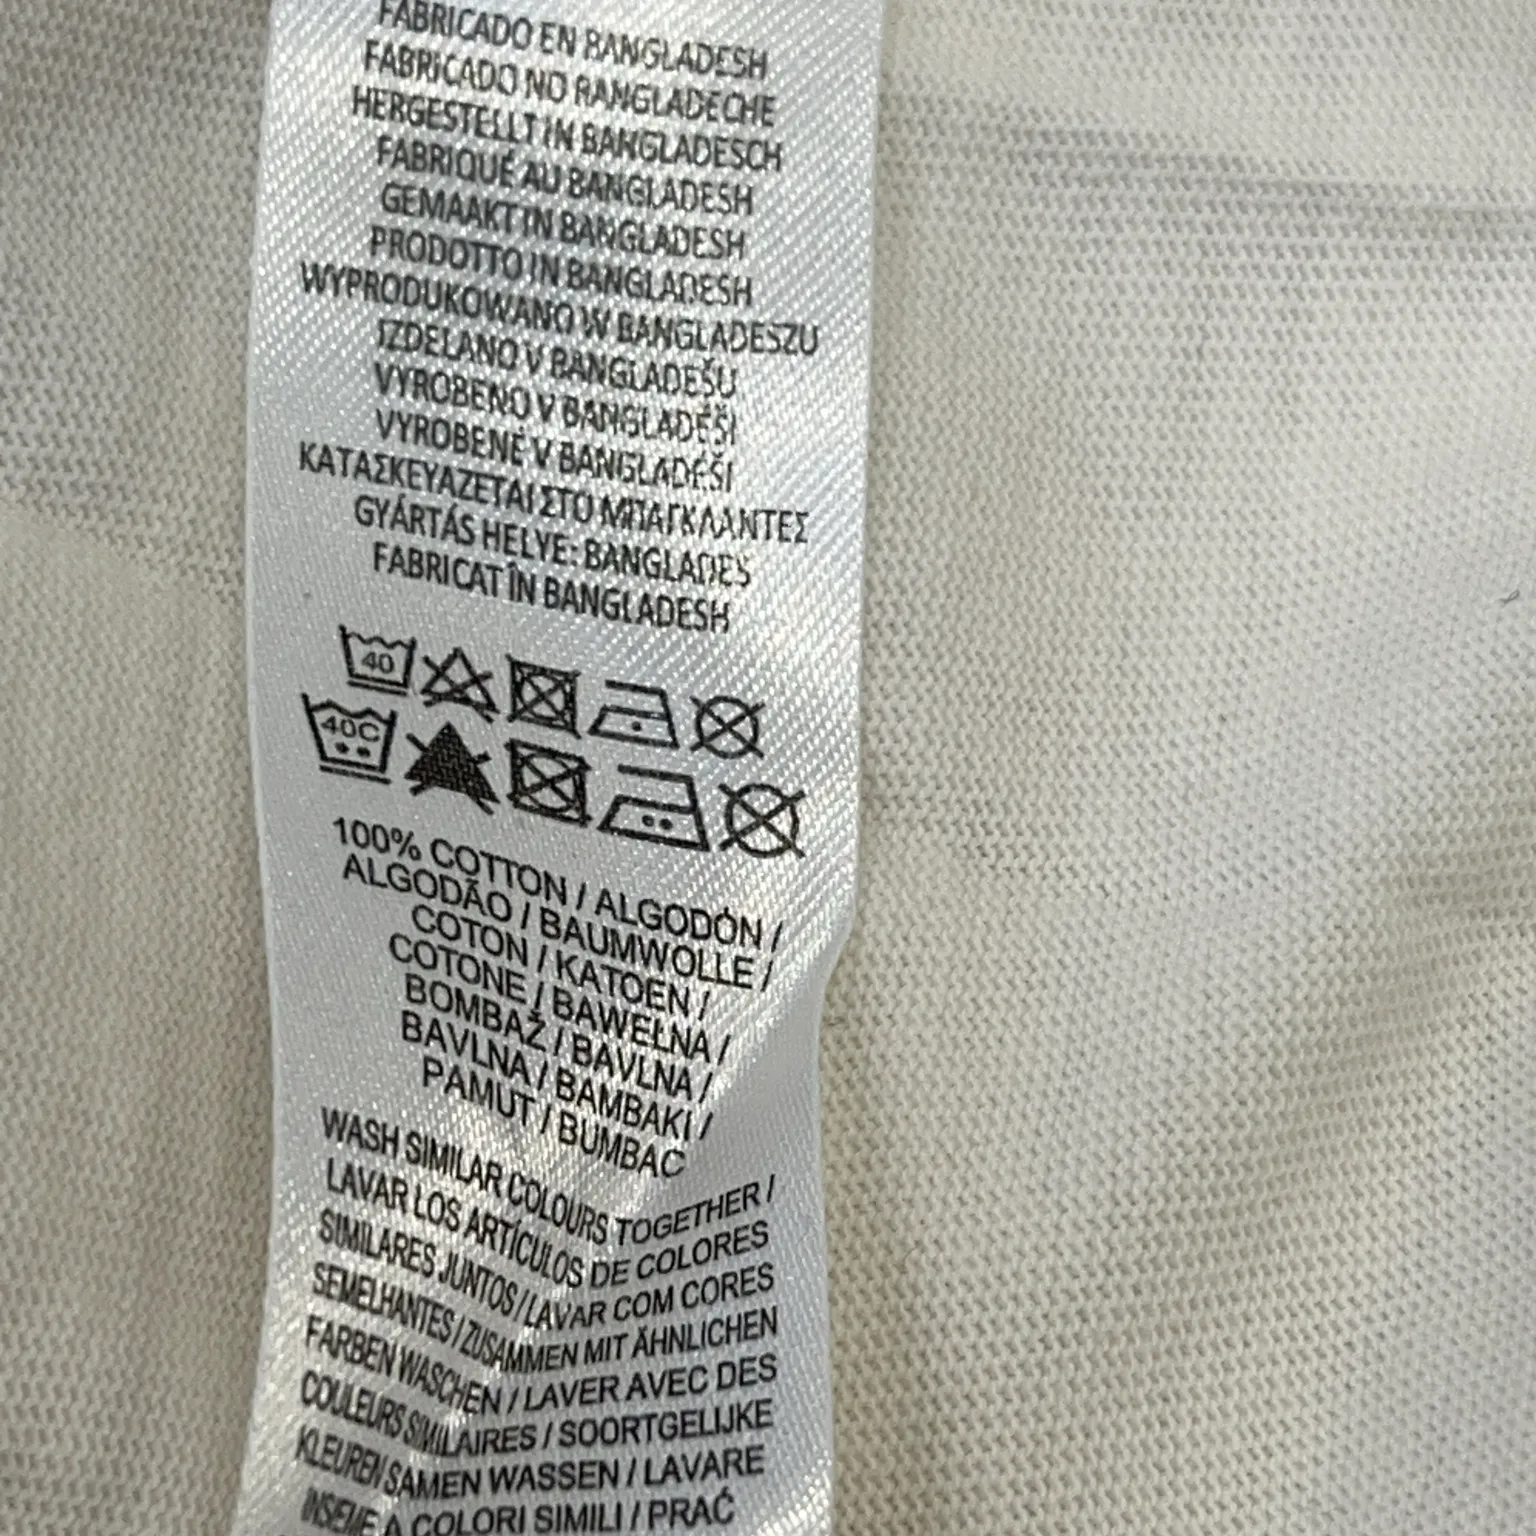 FABRICADO EN BANGLADESH
FABRICADO NO BANGLADECHE
HERGESTELLT IN BANGLADESCH
FABRIQUÉ AU BANGLADESH
GEMAAKT IN BANGLADESH
PRODOTTO IN BANGLADESH
WYPRODUKOWANO W BANGLADESZU
IZDELANO V BANGLADEŠU
VYROBENO V BANGLADÉŠI
VYROBENÉ V BANGLADÉŠI
ΚΑΤΑΣΚΕΥΑΖΕΤΑΙ ΣΤΟ ΜΠΑΓΚΛΑΝΤΕΣ
GYÁRTÁS HELYE: BANGLADES
FABRICAT ÎN BANGLADESH
40
40C
100% COTTON / ALGODÓN /
ALGODÃO / BAUMWOLLE /
COTON / KATOEN /
COTONE / BAWEŁNA /
BOMBAŽ / BAVLNA /
BAVLNA / BAMBAKI /
PAMUT / BUMBAC
WASH SIMILAR COLOURS TOGETHER /
LAVAR LOS ARTÍCULOS DE COLORES
SIMILARES JUNTOS / LAVAR COM CORES
SEMELHANTES / ZUSAMMEN MIT ÄHNLICHEN
FARBEN WASCHEN / LAVER AVEC DES
COULEURS SIMILAIRES / SOORTGELIJKE
KLEUREN SAMEN WASSEN / LAVARE
INSIEME A COLORI SIMILI / PRAĆ